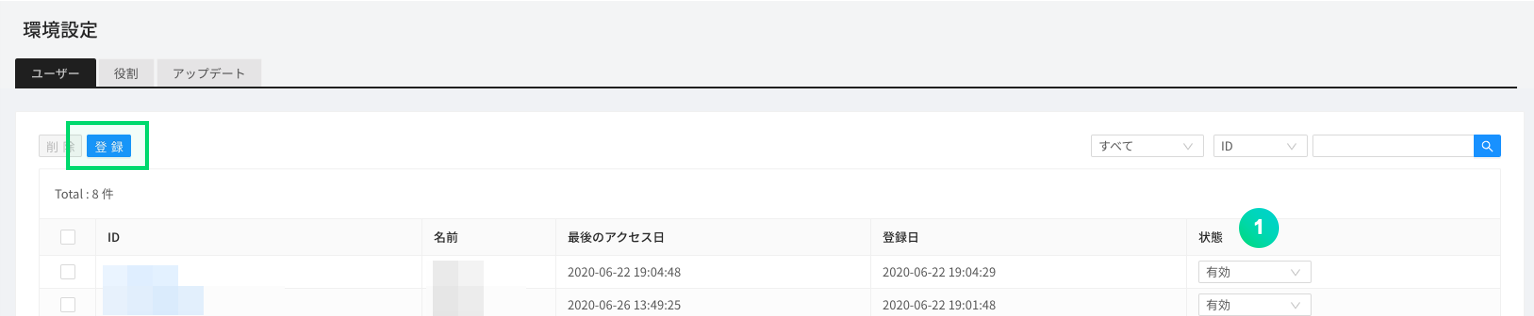 環境設定
ユーザー 役割 アップデート
削除 登録 すべて ID
Total : 8 件
ID 名前 最後のアクセス日 登録日 状態 1
2020-06-22 19:04:48 2020-06-22 19:04:29 有効
2020-06-26 13:49:25 2020-06-22 19:01:48 有効